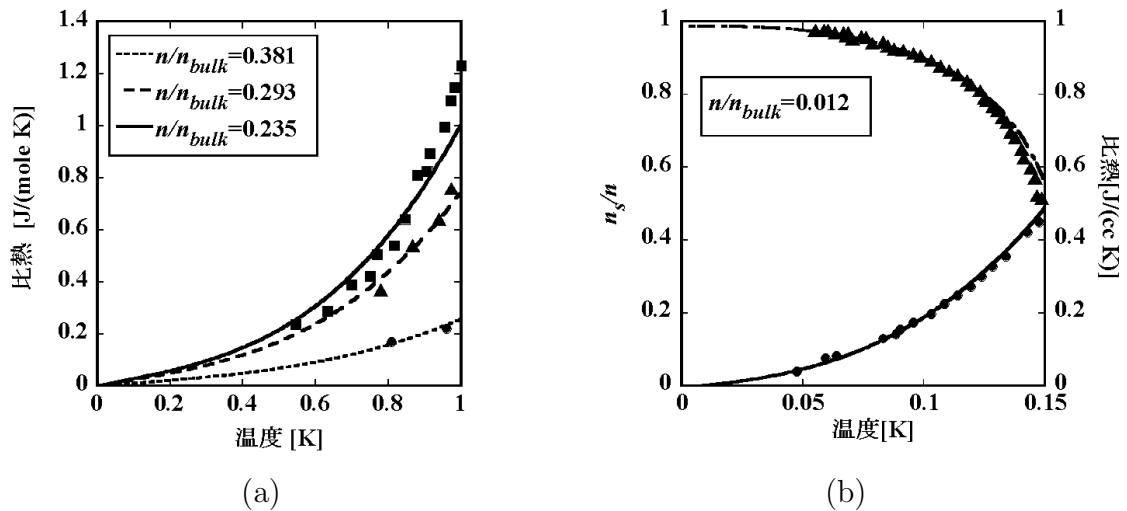 1.4
1.2
1
0.8
0.6
0.4
0.2
0
比熱 [J/(mole K)]
n/n_bulk=0.381
n/n_bulk=0.293
n/n_bulk=0.235
0 0.2 0.4 0.6 0.8 1
温度 [K]
(a)
1
0.8
0.6
0.4
0.2
0
n_s/n
n/n_bulk=0.012
1
0.8
0.6
0.4
0.2
0
比熱[J/(cc K)]
0 0.05 0.1 0.15
温度[K]
(b)